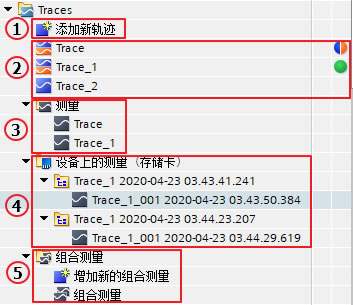 Traces
① 添加新轨迹
② Trace
Trace_1
Trace_2
测量
③ Trace
Trace_1
设备上的测量（存储卡）
Trace_1 2020-04-23 03.43.41.241
④ Trace_1_001 2020-04-23 03.43.50.384
Trace_1 2020-04-23 03.44.23.207
Trace_1_001 2020-04-23 03.44.29.619
组合测量
⑤ 增加新的组合测量
组合测量